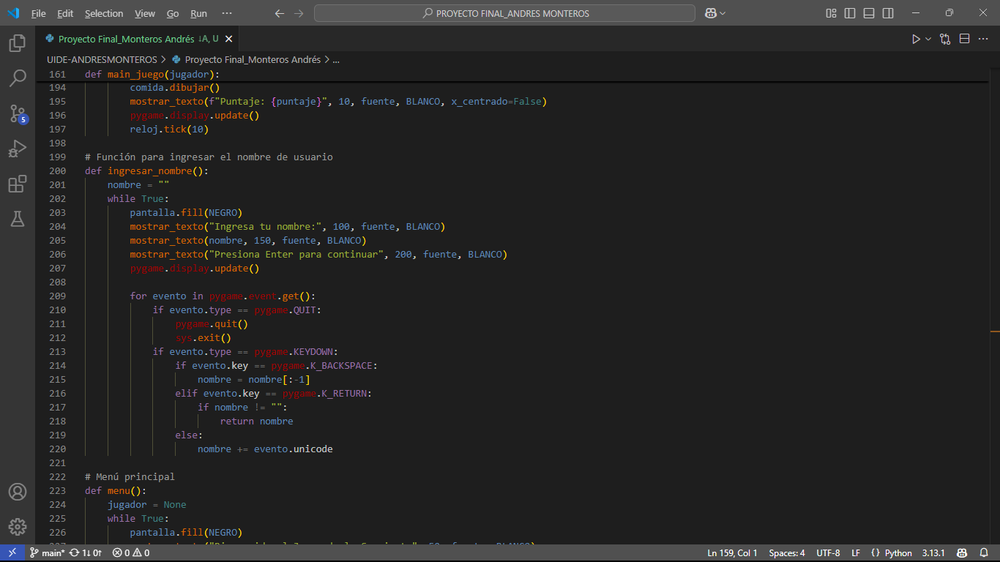 File Edit Selection View Go Run ··· PROYECTO FINAL_ANDRES MONTEROS
Proyecto Final_Monteros Andrés ↓A, U
UIDE-ANDRESMONTEROS > Proyecto Final_Monteros Andrés > ...
161 def main_juego(jugador):
194 comida.dibujar()
195 mostrar_texto(f"Puntaje: {puntaje}", 10, fuente, BLANCO, x_centrado=False)
196 pygame.display.update()
197 reloj.tick(10)
198
199 # Función para ingresar el nombre de usuario
200 def ingresar_nombre():
201 nombre = ""
202 while True:
203 pantalla.fill(NEGRO)
204 mostrar_texto("Ingresa tu nombre:", 100, fuente, BLANCO)
205 mostrar_texto(nombre, 150, fuente, BLANCO)
206 mostrar_texto("Presiona Enter para continuar", 200, fuente, BLANCO)
207 pygame.display.update()
208
209 for evento in pygame.event.get():
210 if evento.type == pygame.QUIT:
211 pygame.quit()
212 sys.exit()
213 if evento.type == pygame.KEYDOWN:
214 if evento.key == pygame.K_BACKSPACE:
215 nombre = nombre[:-1]
216 elif evento.key == pygame.K_RETURN:
217 if nombre != "":
218 return nombre
219 else:
220 nombre += evento.unicode
221
222 # Menú principal
223 def menu():
224 jugador = None
225 while True:
226 pantalla.fill(NEGRO)
5
main* 1↓ 0↑ 0 0 Ln 159, Col 1 Spaces: 4 UTF-8 LF {} Python 3.13.1